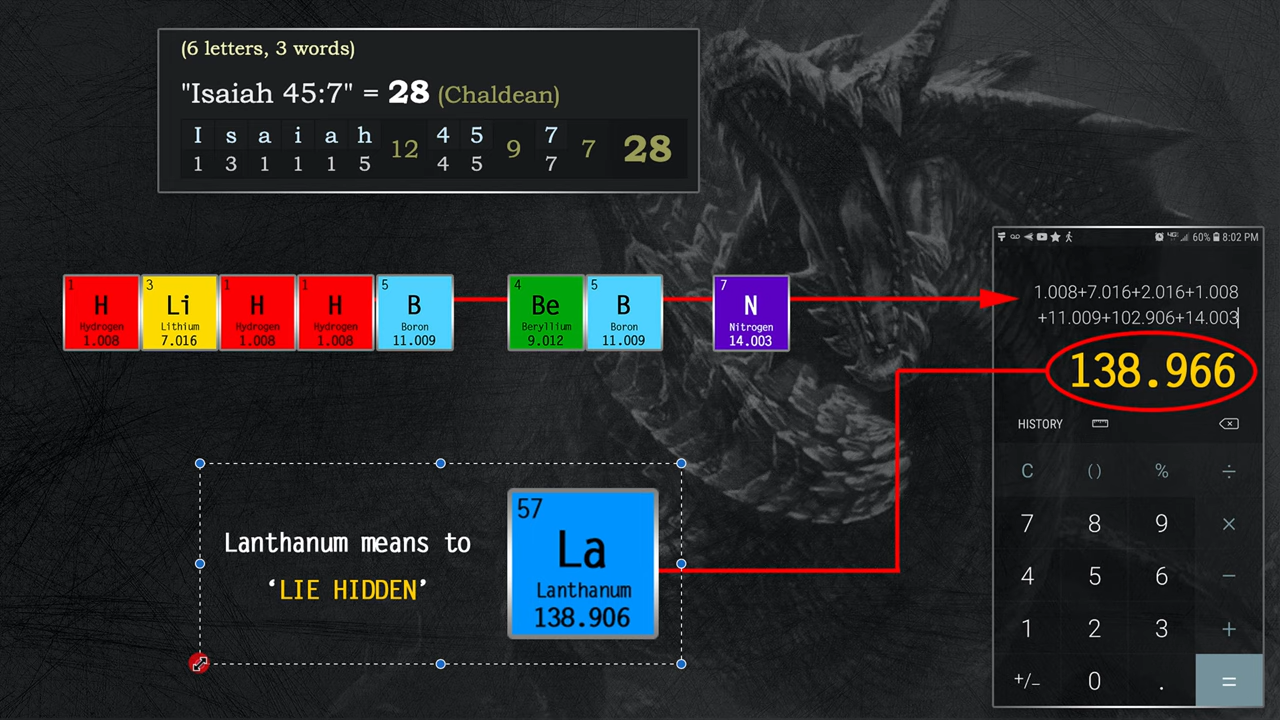 (6 letters, 3 words)
"Isaiah 45:7" = 28 (Chaldean)
I s a i a h 12 4 5 9 7 7 28
1 3 1 1 1 5 4 5 7
1 3 1 1 5 4 5 7
H Li H H B Be B N
Hydrogen Lithium Hydrogen Hydrogen Boron Beryllium Boron Nitrogen
1.008 7.016 1.008 1.008 11.009 9.012 11.009 14.003
60% 8:02 PM
1.008+7.016+2.016+1.008
+11.009+102.906+14.003
138.966
HISTORY
C () % ÷
7 8 9 ×
4 5 6 −
1 2 3 +
+/− 0 . =
Lanthanum means to
‘LIE HIDDEN’
57
La
Lanthanum
138.906